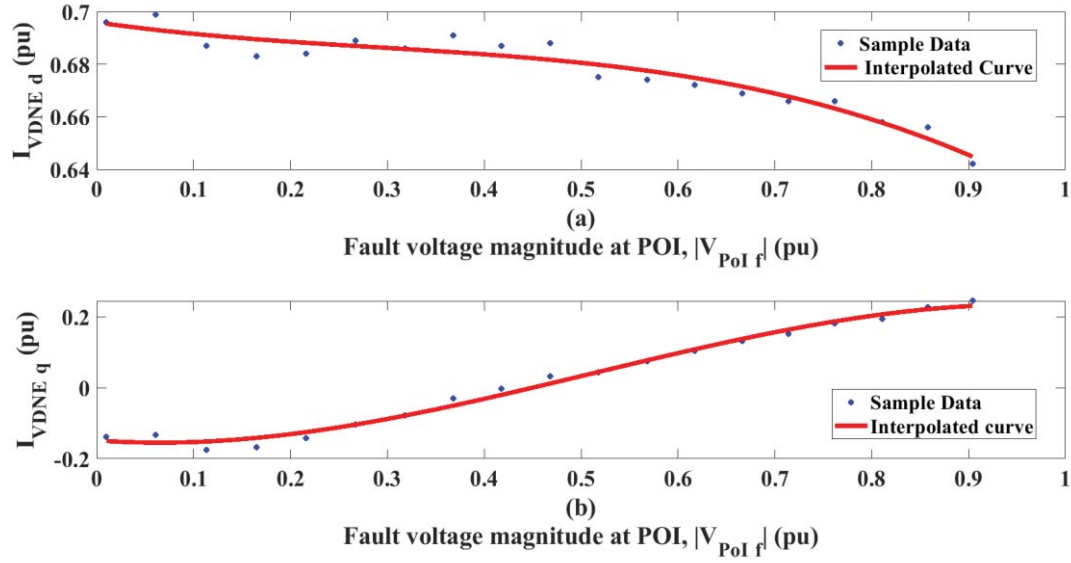 0.7
0.68
0.66
0.64
I_VDNE d (pu)
Sample Data
Interpolated Curve
0 0.1 0.2 0.3 0.4 0.5 0.6 0.7 0.8 0.9 1
(a)
Fault voltage magnitude at POI, |V_PoI f| (pu)
0.2
0
-0.2
I_VDNE q (pu)
Sample Data
Interpolated curve
0 0.1 0.2 0.3 0.4 0.5 0.6 0.7 0.8 0.9 1
(b)
Fault voltage magnitude at POI, |V_PoI f| (pu)